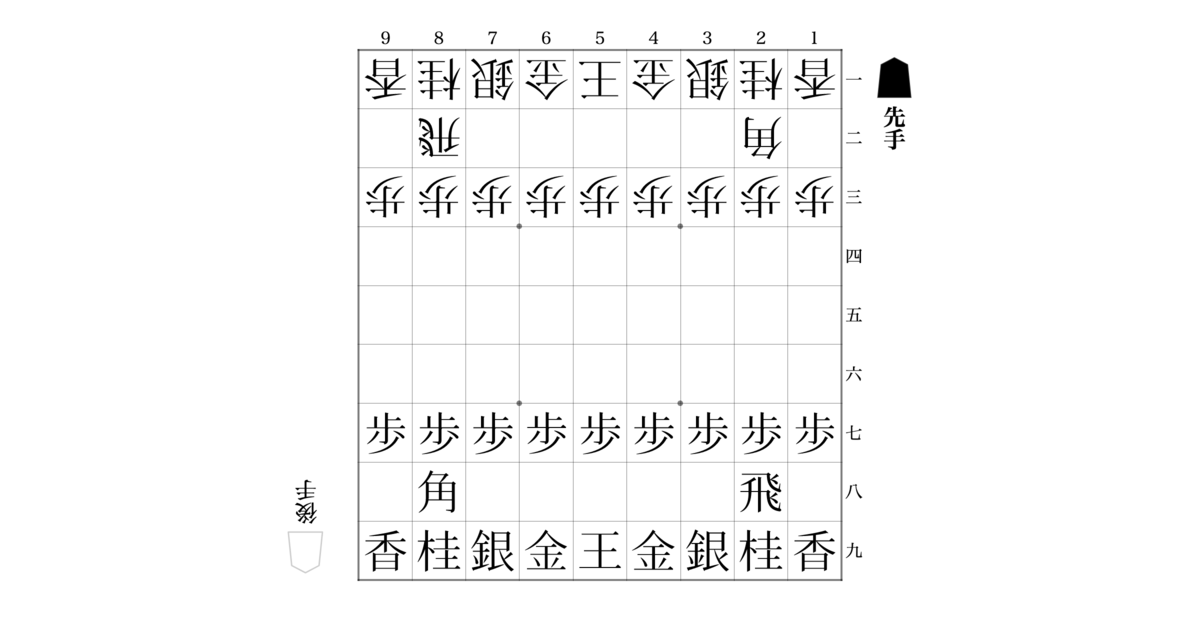 9 8 7 6 5 4 3 2 1
香 桂 銀 金 王 金 銀 桂 香 一
飛 角 二
歩 歩 歩 歩 歩 歩 歩 歩 歩 三
四
五
六
歩 歩 歩 歩 歩 歩 歩 歩 歩 七
角 飛 八
香 桂 銀 金 王 金 銀 桂 香 九
先手
後手